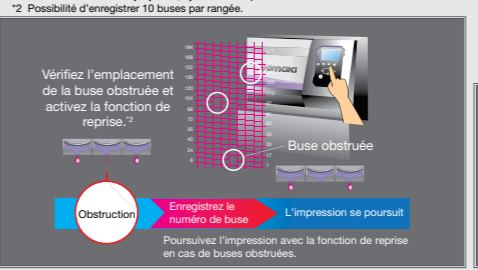 *2 Possibilité d'enregistrer 10 buses par rangée.
Vérifiez l'emplacement
de la buse obstruée et
activez la fonction de
reprise.*2
Buse obstruée
Obstruction
Enregistrez le
numéro de buse
L'impression se poursuit
Poursuivez l'impression avec la fonction de reprise
en cas de buses obstruées.